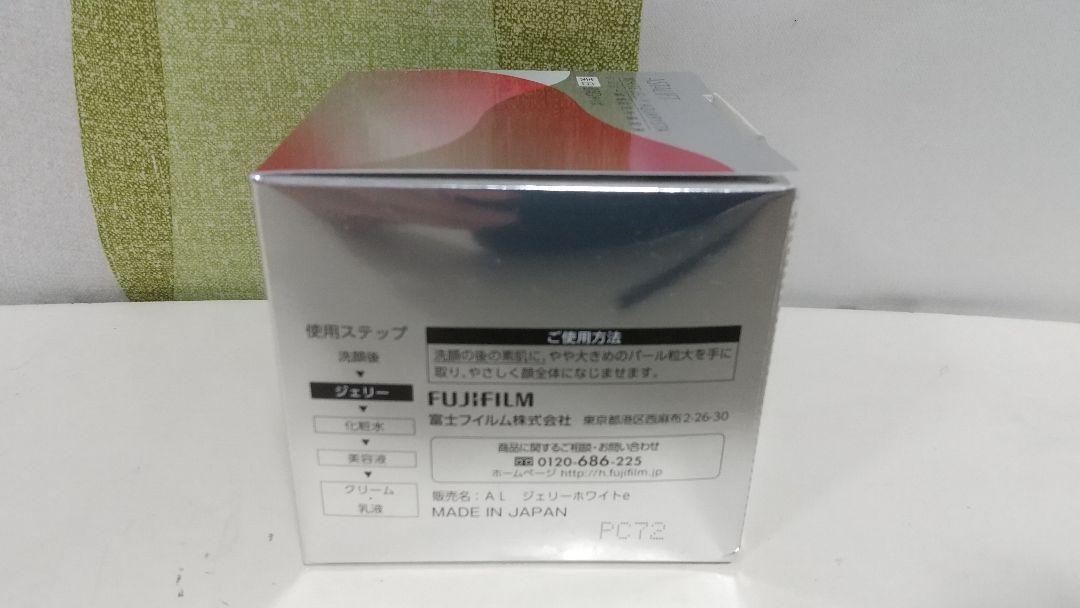 使用ステップ
洗顔後
ジェリー
化粧水
美容液
クリーム
・
乳液
ご使用方法
洗顔の後の素肌に、やや大きめのパール粒大を手に
取り、やさしく顔全体になじませます。
FUJIFILM
富士フイルム株式会社 東京都港区西麻布2-26-30
商品に関するご相談・お問い合わせ
0120-686-225
ホームページ http://h.fujifilm.jp
販売名：AL ジェリーホワイトe
MADE IN JAPAN
PC72